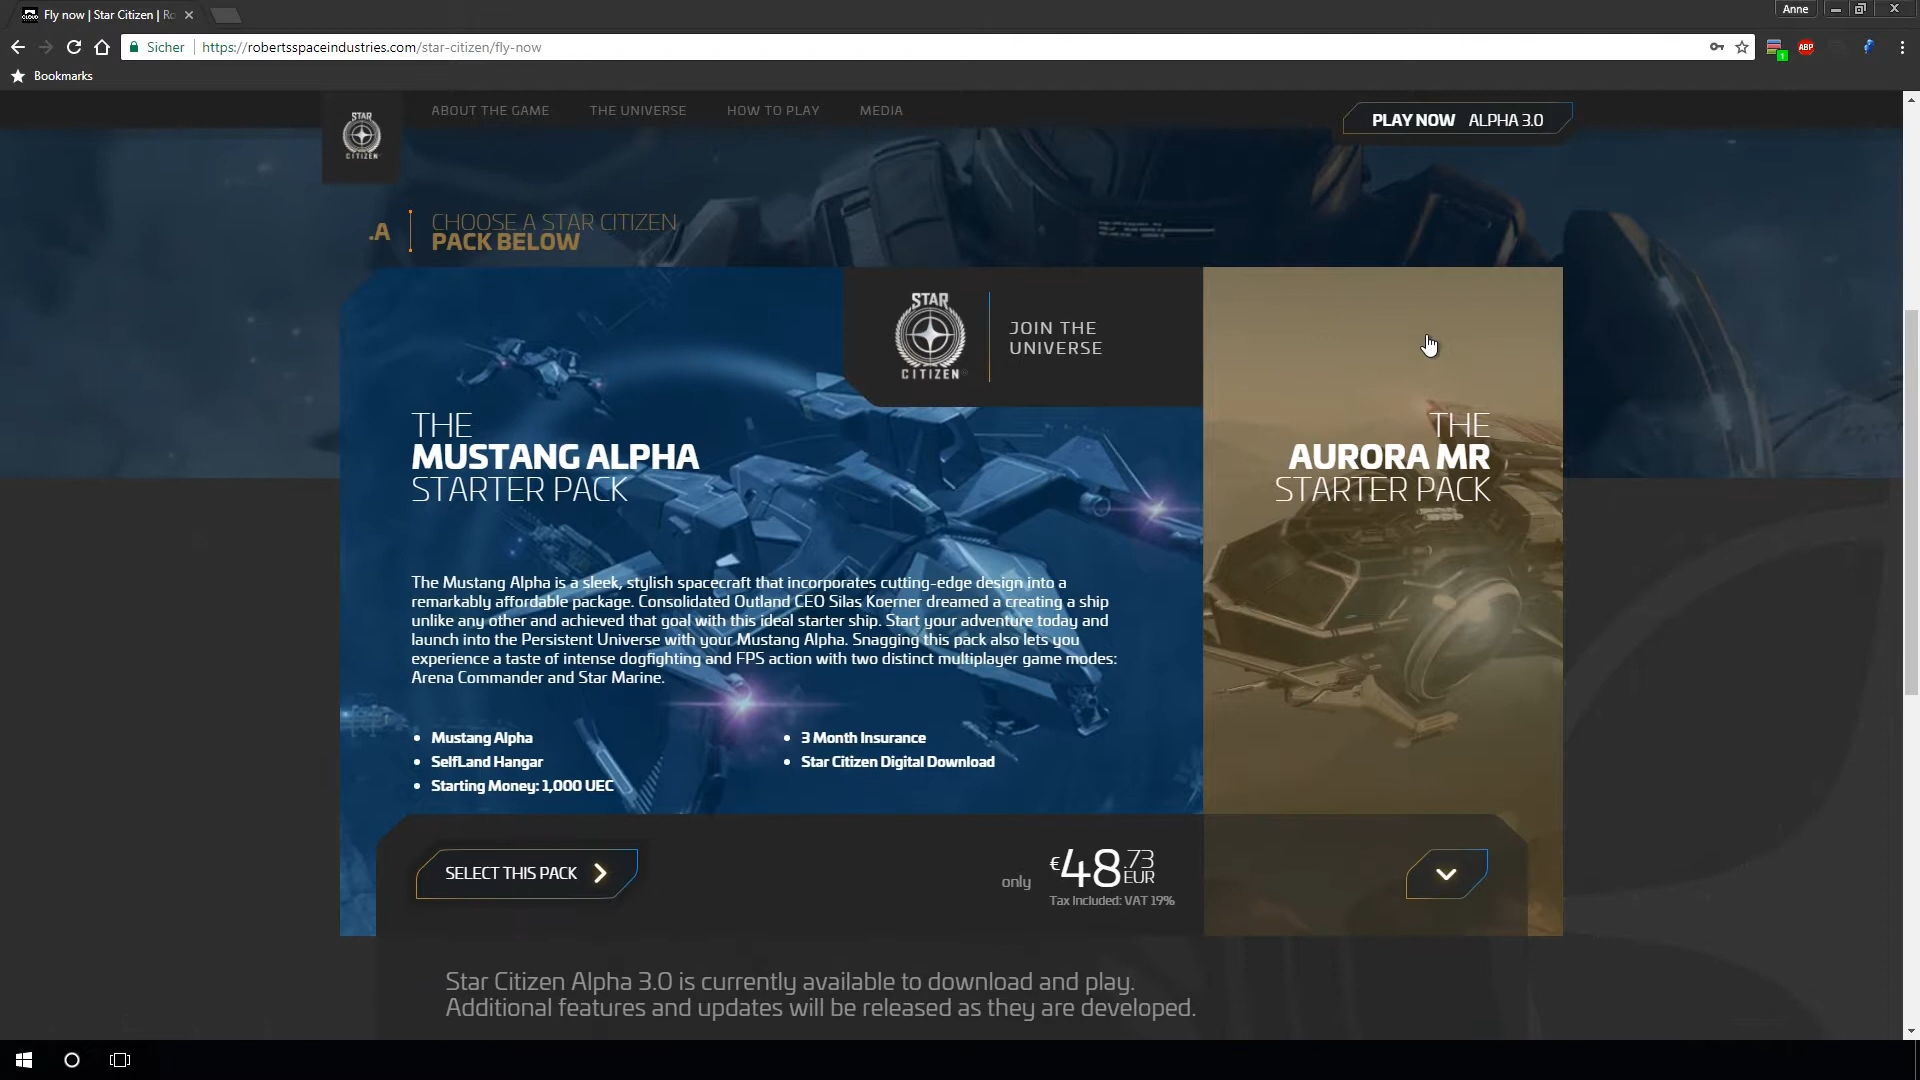 Fly now | Star Citizen | Ro
Anne
Sicher
https://robertsspaceindustries.com/star-citizen/fly-now
1
ABP
Bookmarks
STAR
CITIZEN
ABOUT THE GAME
THE UNIVERSE
HOW TO PLAY
MEDIA
PLAY NOW ALPHA 3.0
.A
CHOOSE A STAR CITIZEN
PACK BELOW
STAR
CITIZEN
JOIN THE
UNIVERSE
THE
MUSTANG ALPHA
STARTER PACK
THE
AURORA MR
STARTER PACK
The Mustang Alpha is a sleek, stylish spacecraft that incorporates cutting-edge design into a
remarkably affordable package. Consolidated Outland CEO Silas Koerner dreamed a creating a ship
unlike any other and achieved that goal with this ideal starter ship. Start your adventure today and
launch into the Persistent Universe with your Mustang Alpha. Snagging this pack also lets you
experience a taste of intense dogfighting and FPS action with two distinct multiplayer game modes:
Arena Commander and Star Marine.
• Mustang Alpha
• SelfLand Hangar
• Starting Money: 1,000 UEC
• 3 Month Insurance
• Star Citizen Digital Download
SELECT THIS PACK
only
€48.73
EUR
Tax Included: VAT 19%
Star Citizen Alpha 3.0 is currently available to download and play.
Additional features and updates will be released as they are developed.